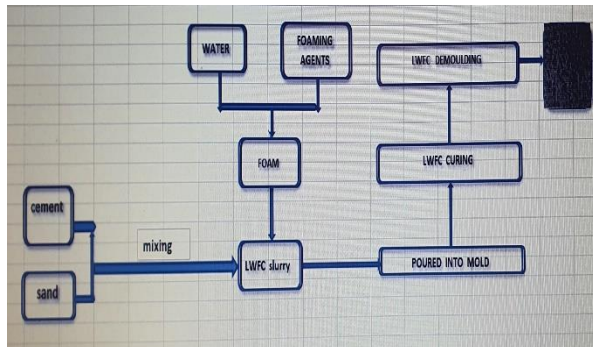 WATER
FOAMING
AGENTS
LWFC DEMOULDING
FOAM
LWFC CURING
cement
mixing
LWFC slurry
POURED INTO MOLD
sand